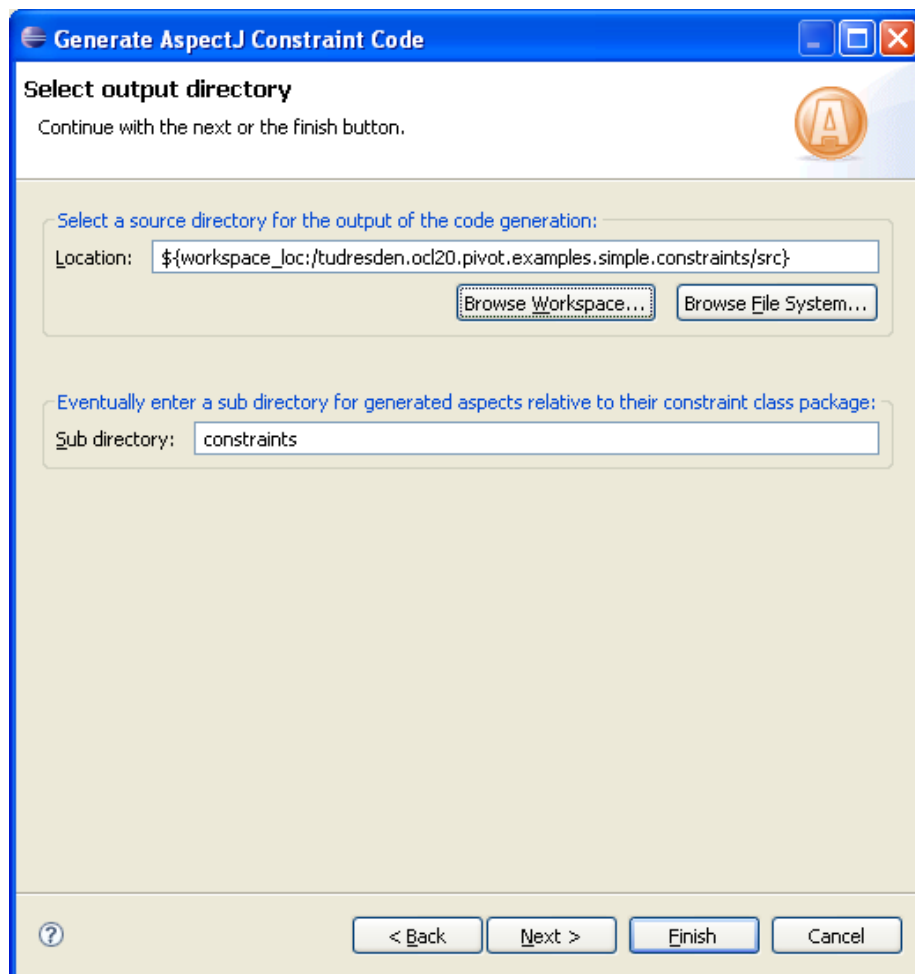 Generate AspectJ Constraint Code
Select output directory
Continue with the next or the finish button.
A
Select a source directory for the output of the code generation:
Location: ${workspace_loc:/tudresden.ocl20.pivot.examples.simple.constraints/src}
Browse Workspace... Browse File System...
Eventually enter a sub directory for generated aspects relative to their constraint class package:
Sub directory: constraints
? < Back Next > Finish Cancel